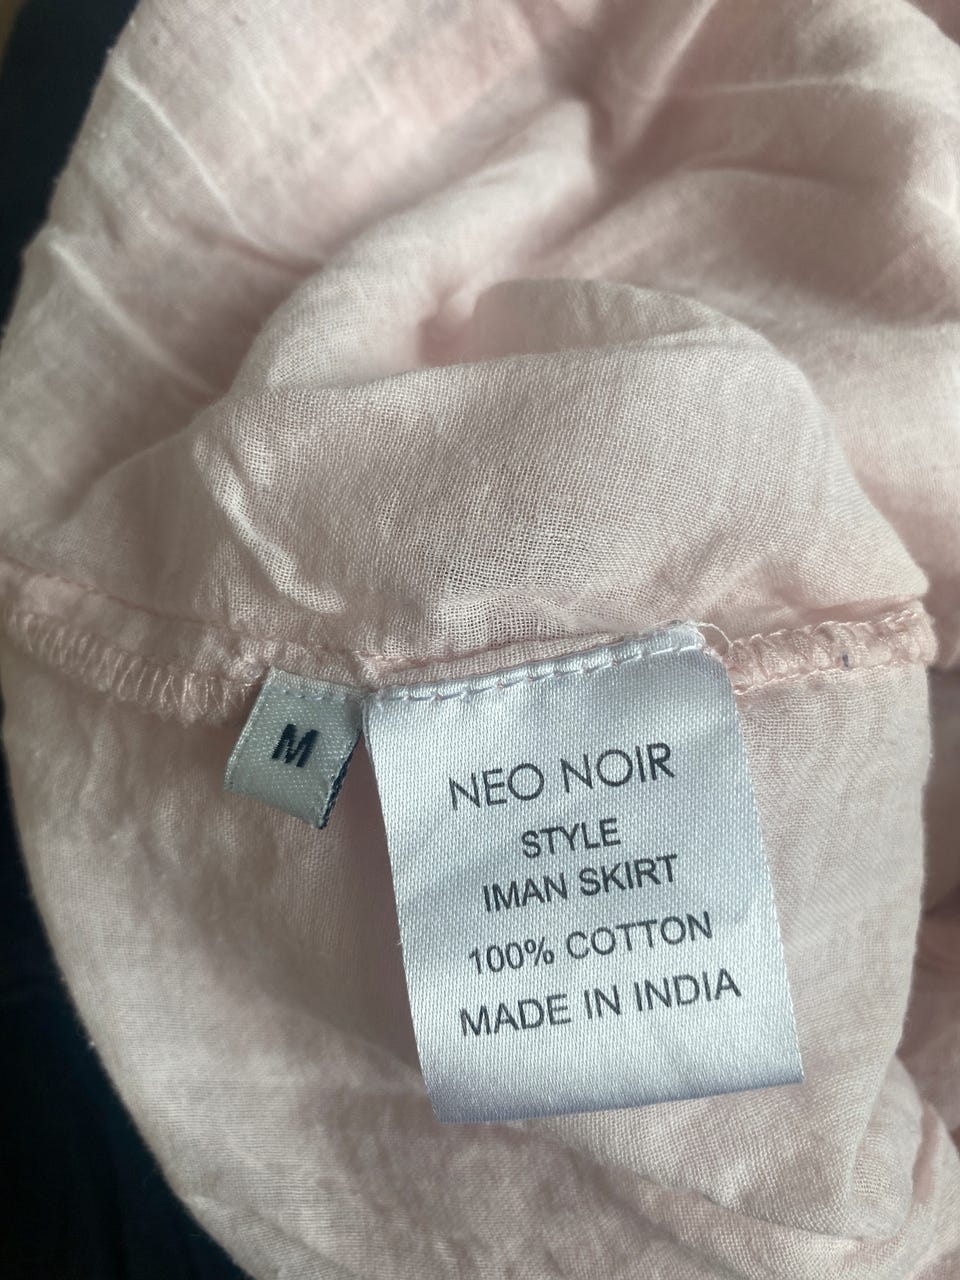 M
NEO NOIR
STYLE
IMAN SKIRT
100% COTTON
MADE IN INDIA